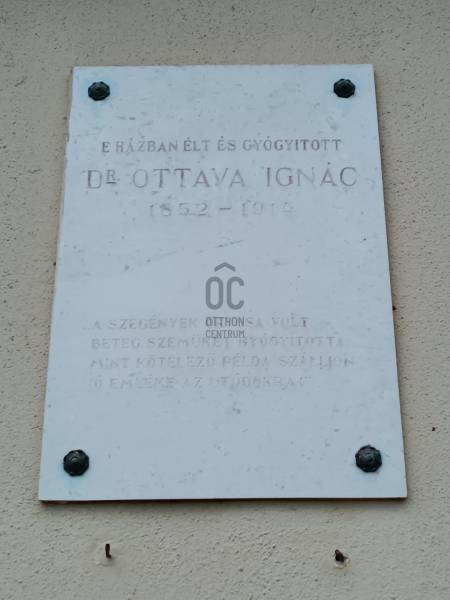 E HÁZBAN ÉLT ÉS GYÓGYITOTT
DR OTTAVA IGNÁC
1852 –
ÓC
OTTHON
CENTRUM
„A SZEGÉNYEK VOLT
BETEG SZEMÜKET GYÓGYITOTTA
MINT KÖTELEZŐ PÉLDA SZÁLLJON
JÓ EMLÉKE AZ UTÓDOKRA!"